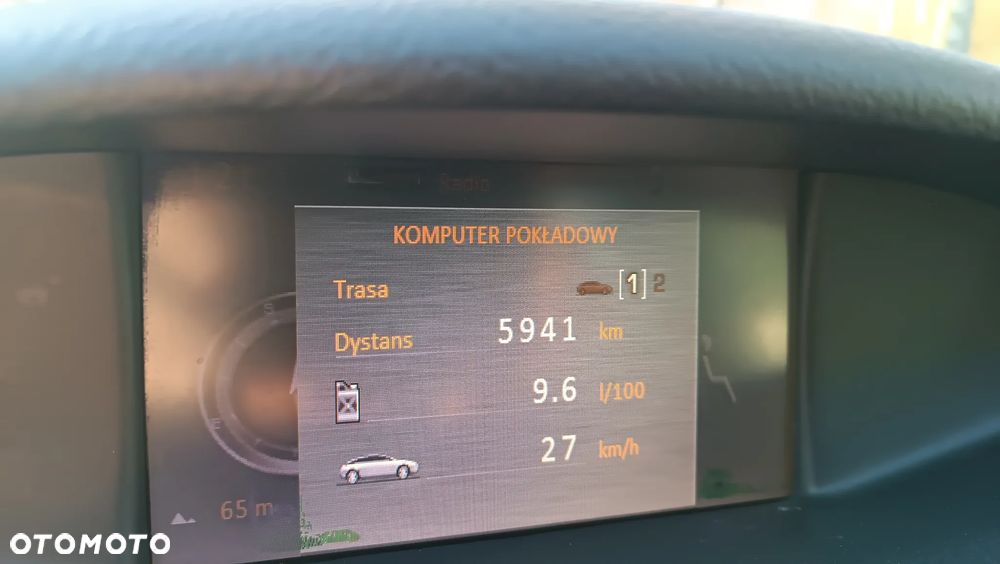 Radio
KOMPUTER POKŁADOWY
Trasa [1] 2
Dystans 5941 km
9.6 l/100
27 km/h
S
E
65 m
OTOMOTO